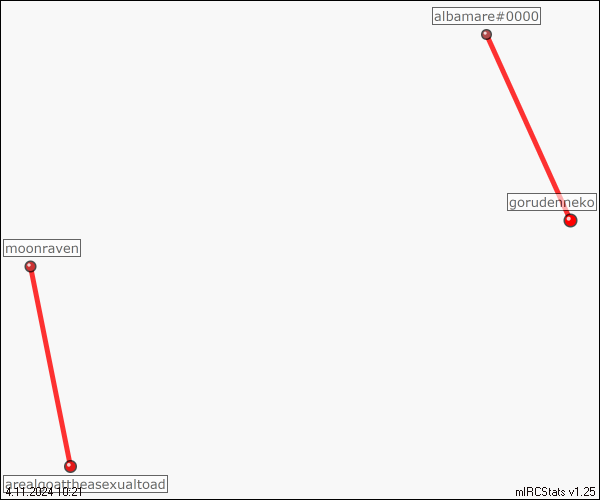 albamare#0000
gorudenneko
moonraven
arealgoattheasexualtoad
4.11.2024 10:21
mIRCStats v1.25